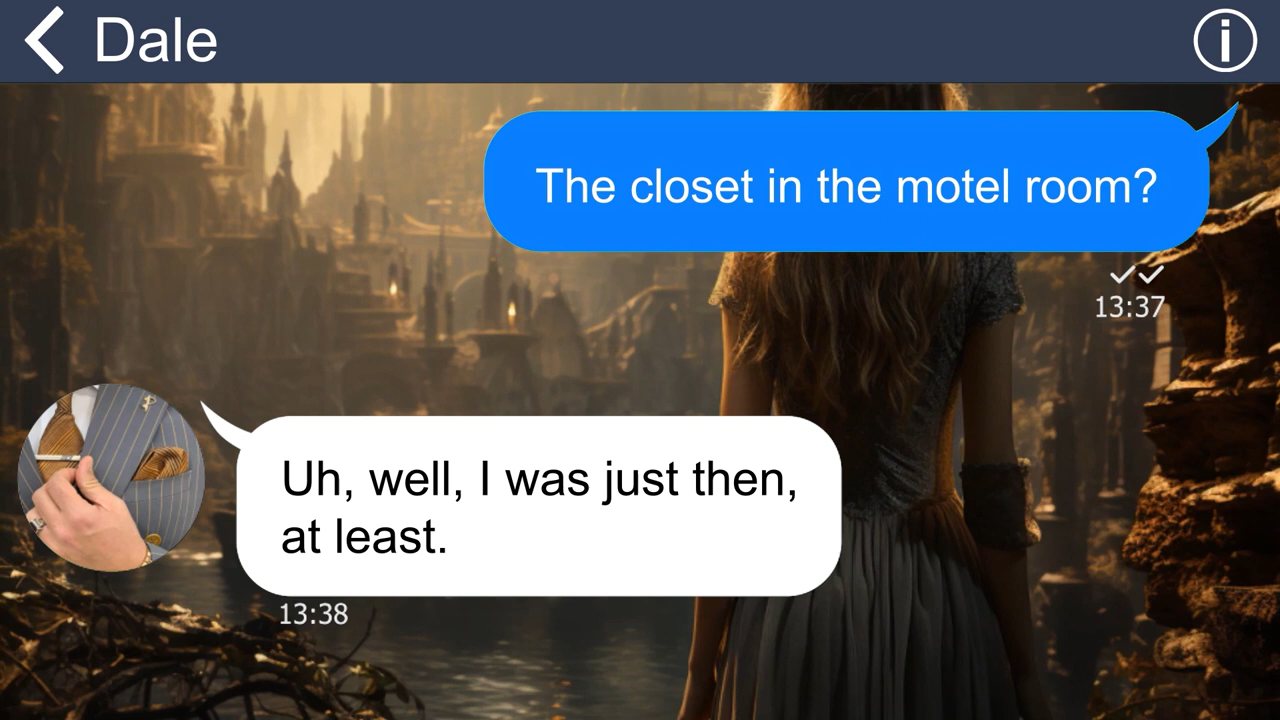 Dale
The closet in the motel room?
13:37
Uh, well, I was just then,
at least.
13:38